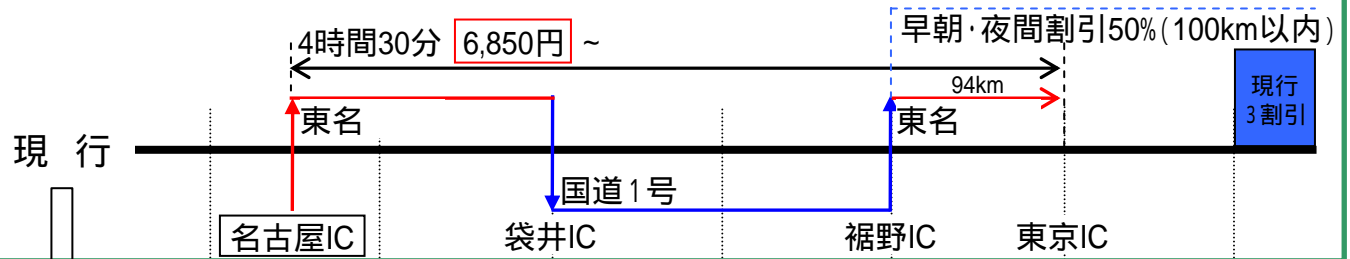 早朝・夜間割引50%(100km以内)
4時間30分 6,850円 ~
94km
現行
3割引
東名
東名
現 行
国道1号
名古屋IC
袋井IC
裾野IC
東京IC